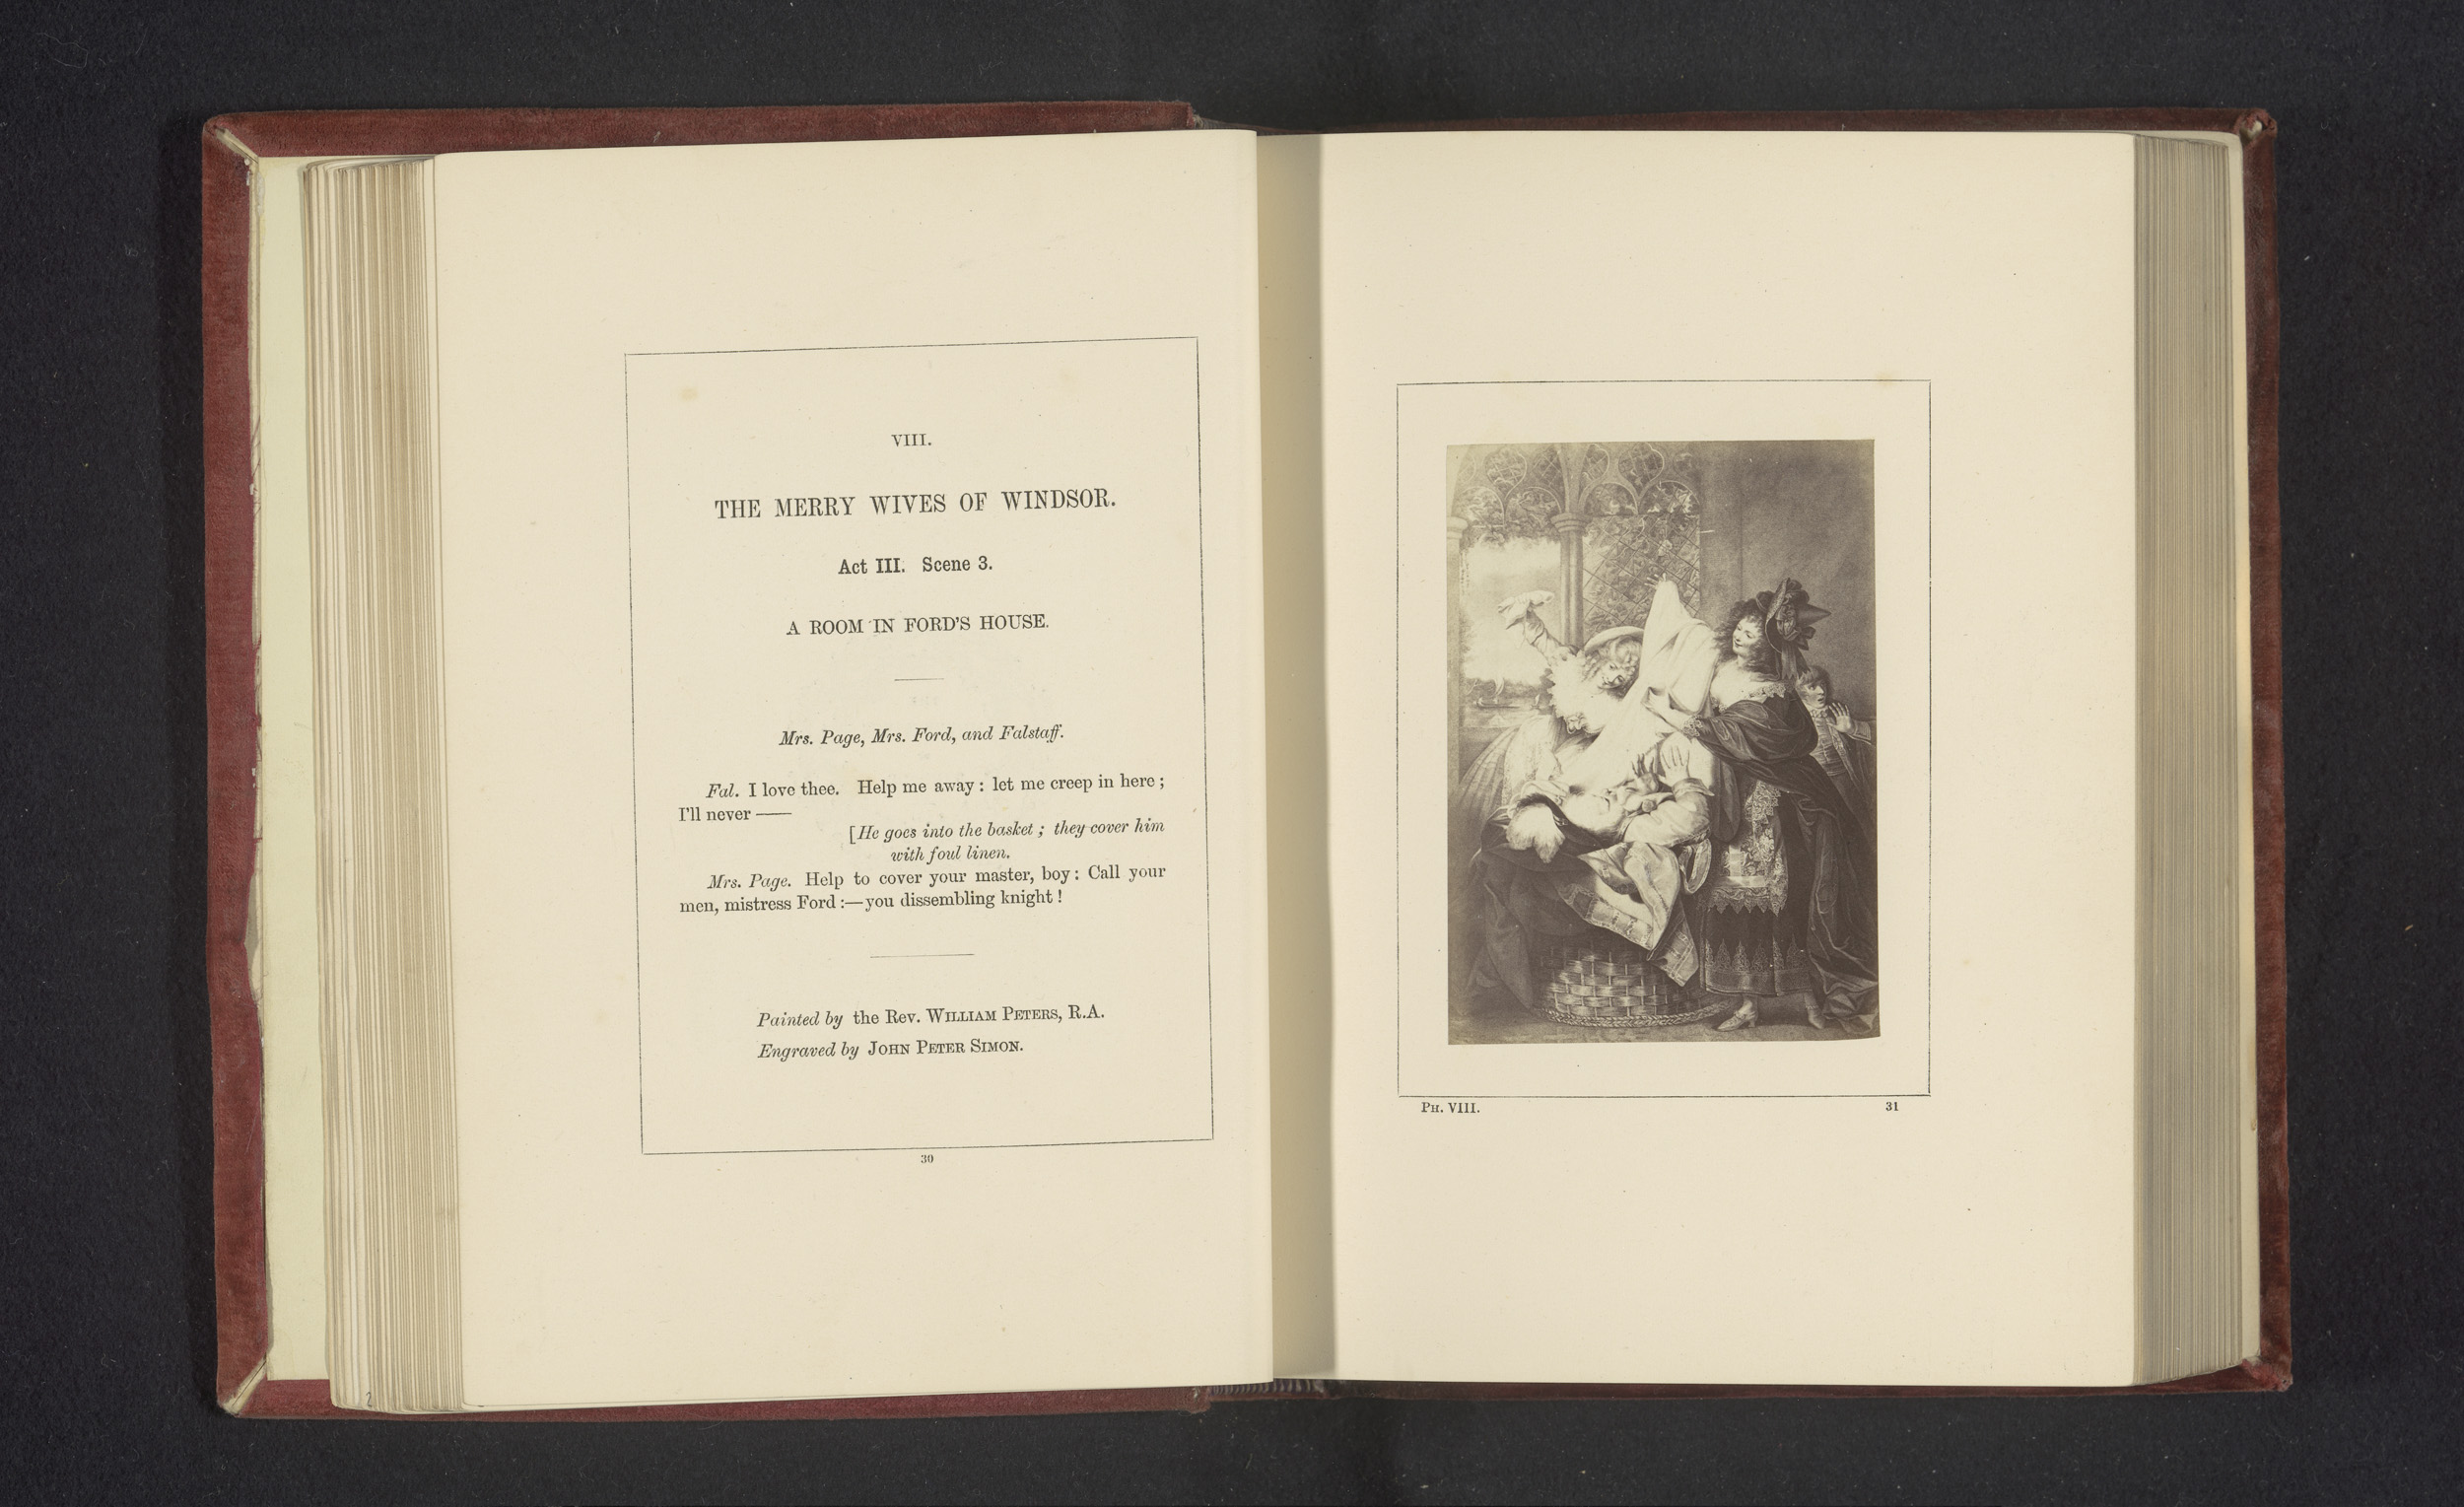 VIII.
THE MERRY WIVES OF WINDSOR.
Act III. Scene 3.
A ROOM IN FORD'S HOUSE.
Mrs. Page, Mrs. Ford, and Falstaff.
Fal. I love thee. Help me away: let me creep in here;
I'll never ——
[He goes into the basket; they cover him
with foul linen.
Mrs. Page. Help to cover your master, boy: Call your
men, mistress Ford:—you dissembling knight!
Painted by the Rev. WILLIAM PETERS, R.A.
Engraved by JOHN PETER SIMON.
30
PH. VIII.
31